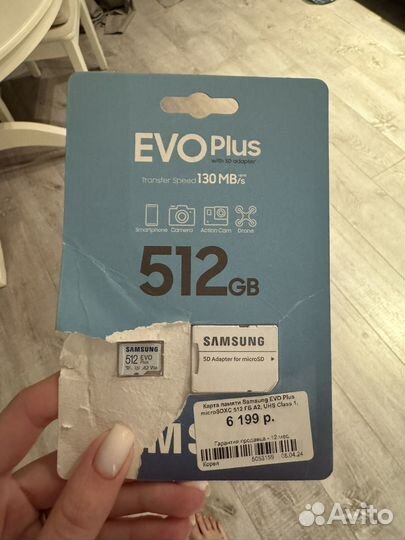 EVO Plus
with SD adapter
Transfer Speed 130 MB/s
Smartphone Camera Action Cam Drone
512GB
SAMSUNG
512 EVO Plus
SAMSUNG
SD Adapter for microSD
Карта памяти Samsung EVO Plus
microSDXC 512 ГБ A2, UHS Class 1,
6 199 р.
Гарантия продавца - 12 мес.
Корея
5053159 06.04.24
MS
Avito